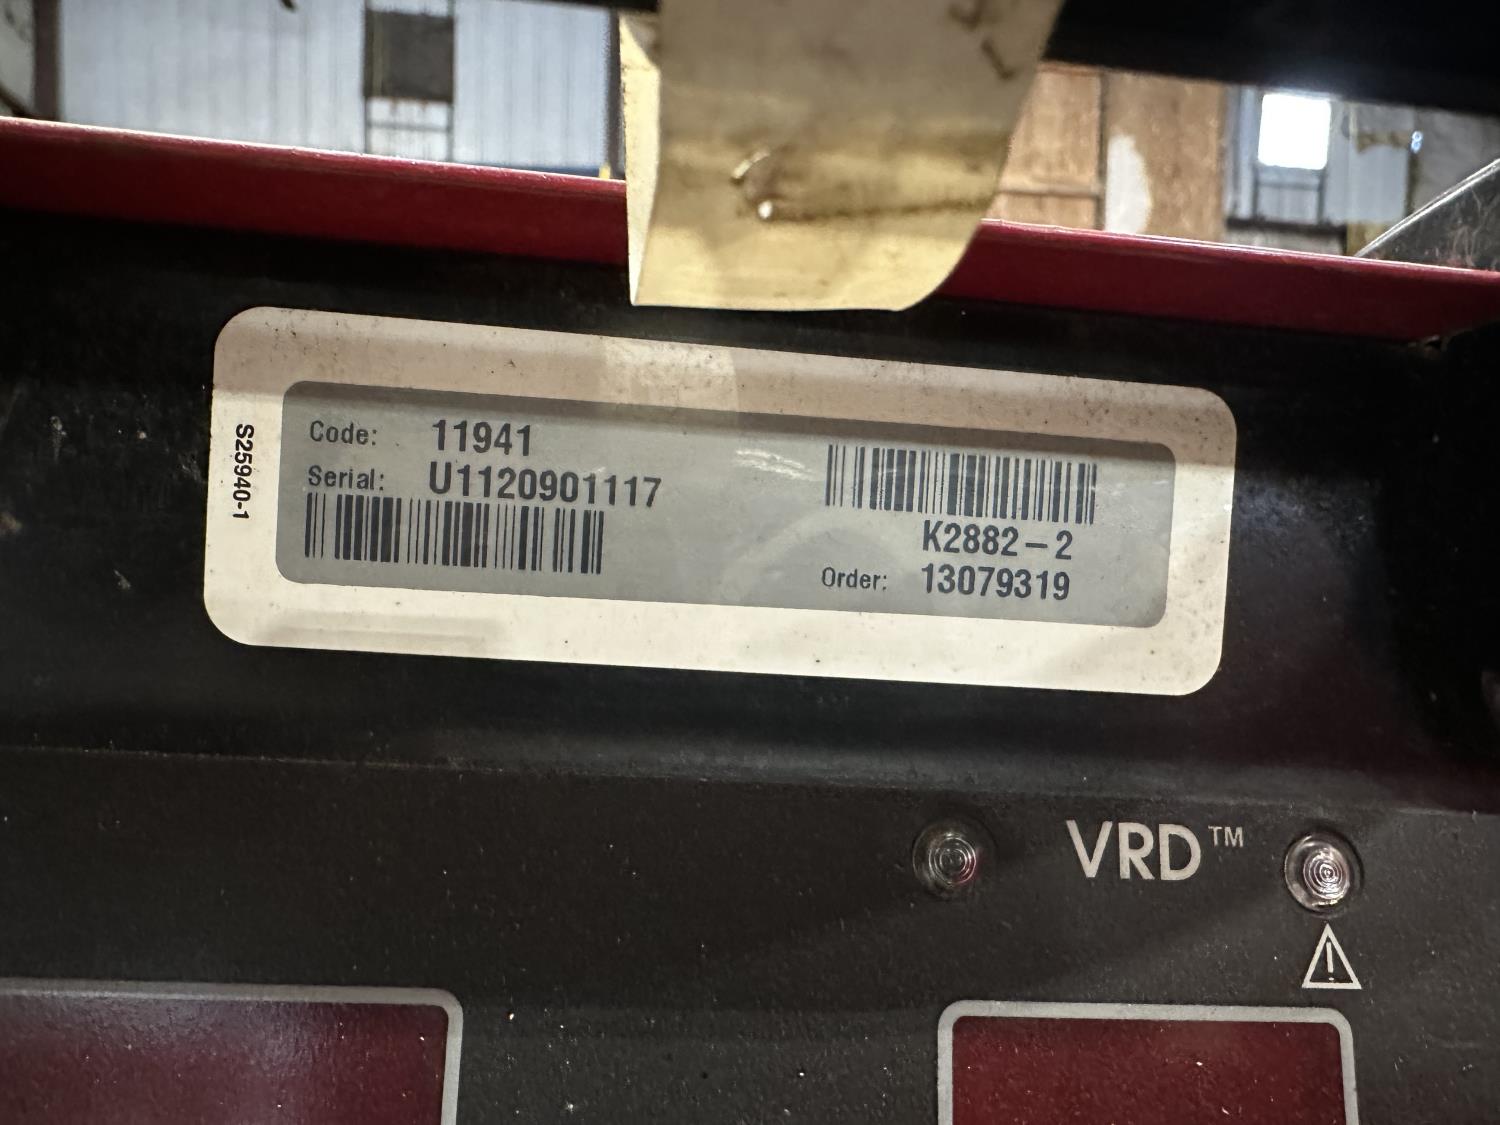 S25940-1
Code: 11941
Serial: U1120901117
K2882-2
Order: 13079319
VRD™